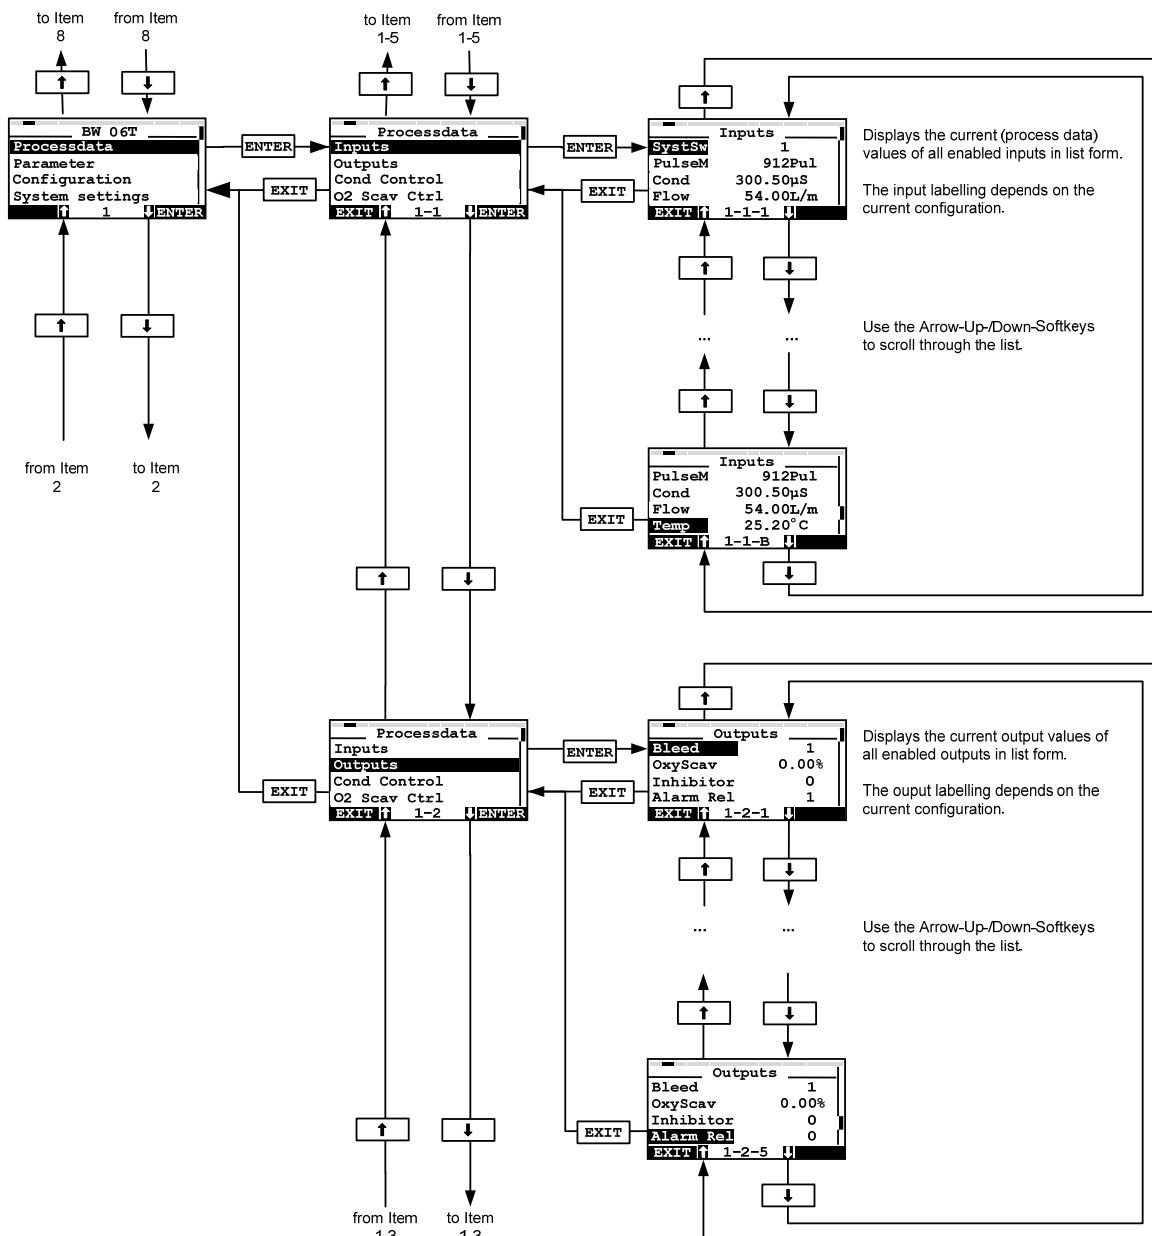 to Item
8
from Item
8
to Item
1-5
from Item
1-5
BW 06T
Processdata
Parameter
Configuration
System settings
1 ENTER
ENTER
EXIT
Processdata
Inputs
Outputs
Cond Control
O2 Scav Ctrl
EXIT 1-1
ENTER
EXIT
Inputs
SystSw 1
PulseM 912Pul
Cond 300.50µS
Flow 54.00L/m
EXIT 1-1-1
Displays the current (process data)
values of all enabled inputs in list form.
The input labelling depends on the
current configuration.
...
...
Use the Arrow-Up-/Down-Softkeys
to scroll through the list.
from Item
2
to Item
2
EXIT
Inputs
PulseM 912Pul
Cond 300.50µS
Flow 54.00L/m
Temp 25.20°C
EXIT 1-1-B
EXIT
Processdata
Inputs
Outputs
Cond Control
O2 Scav Ctrl
EXIT 1-2 ENTER
ENTER
EXIT
Outputs
Bleed 1
OxyScav 0.00%
Inhibitor 0
Alarm Rel 1
EXIT 1-2-1
Displays the current output values of
all enabled outputs in list form.
The ouput labelling depends on the
current configuration.
...
...
Use the Arrow-Up-/Down-Softkeys
to scroll through the list.
EXIT
Outputs
Bleed 1
OxyScav 0.00%
Inhibitor 0
Alarm Rel 0
EXIT 1-2-5
from Item
1-3
to Item
1-3